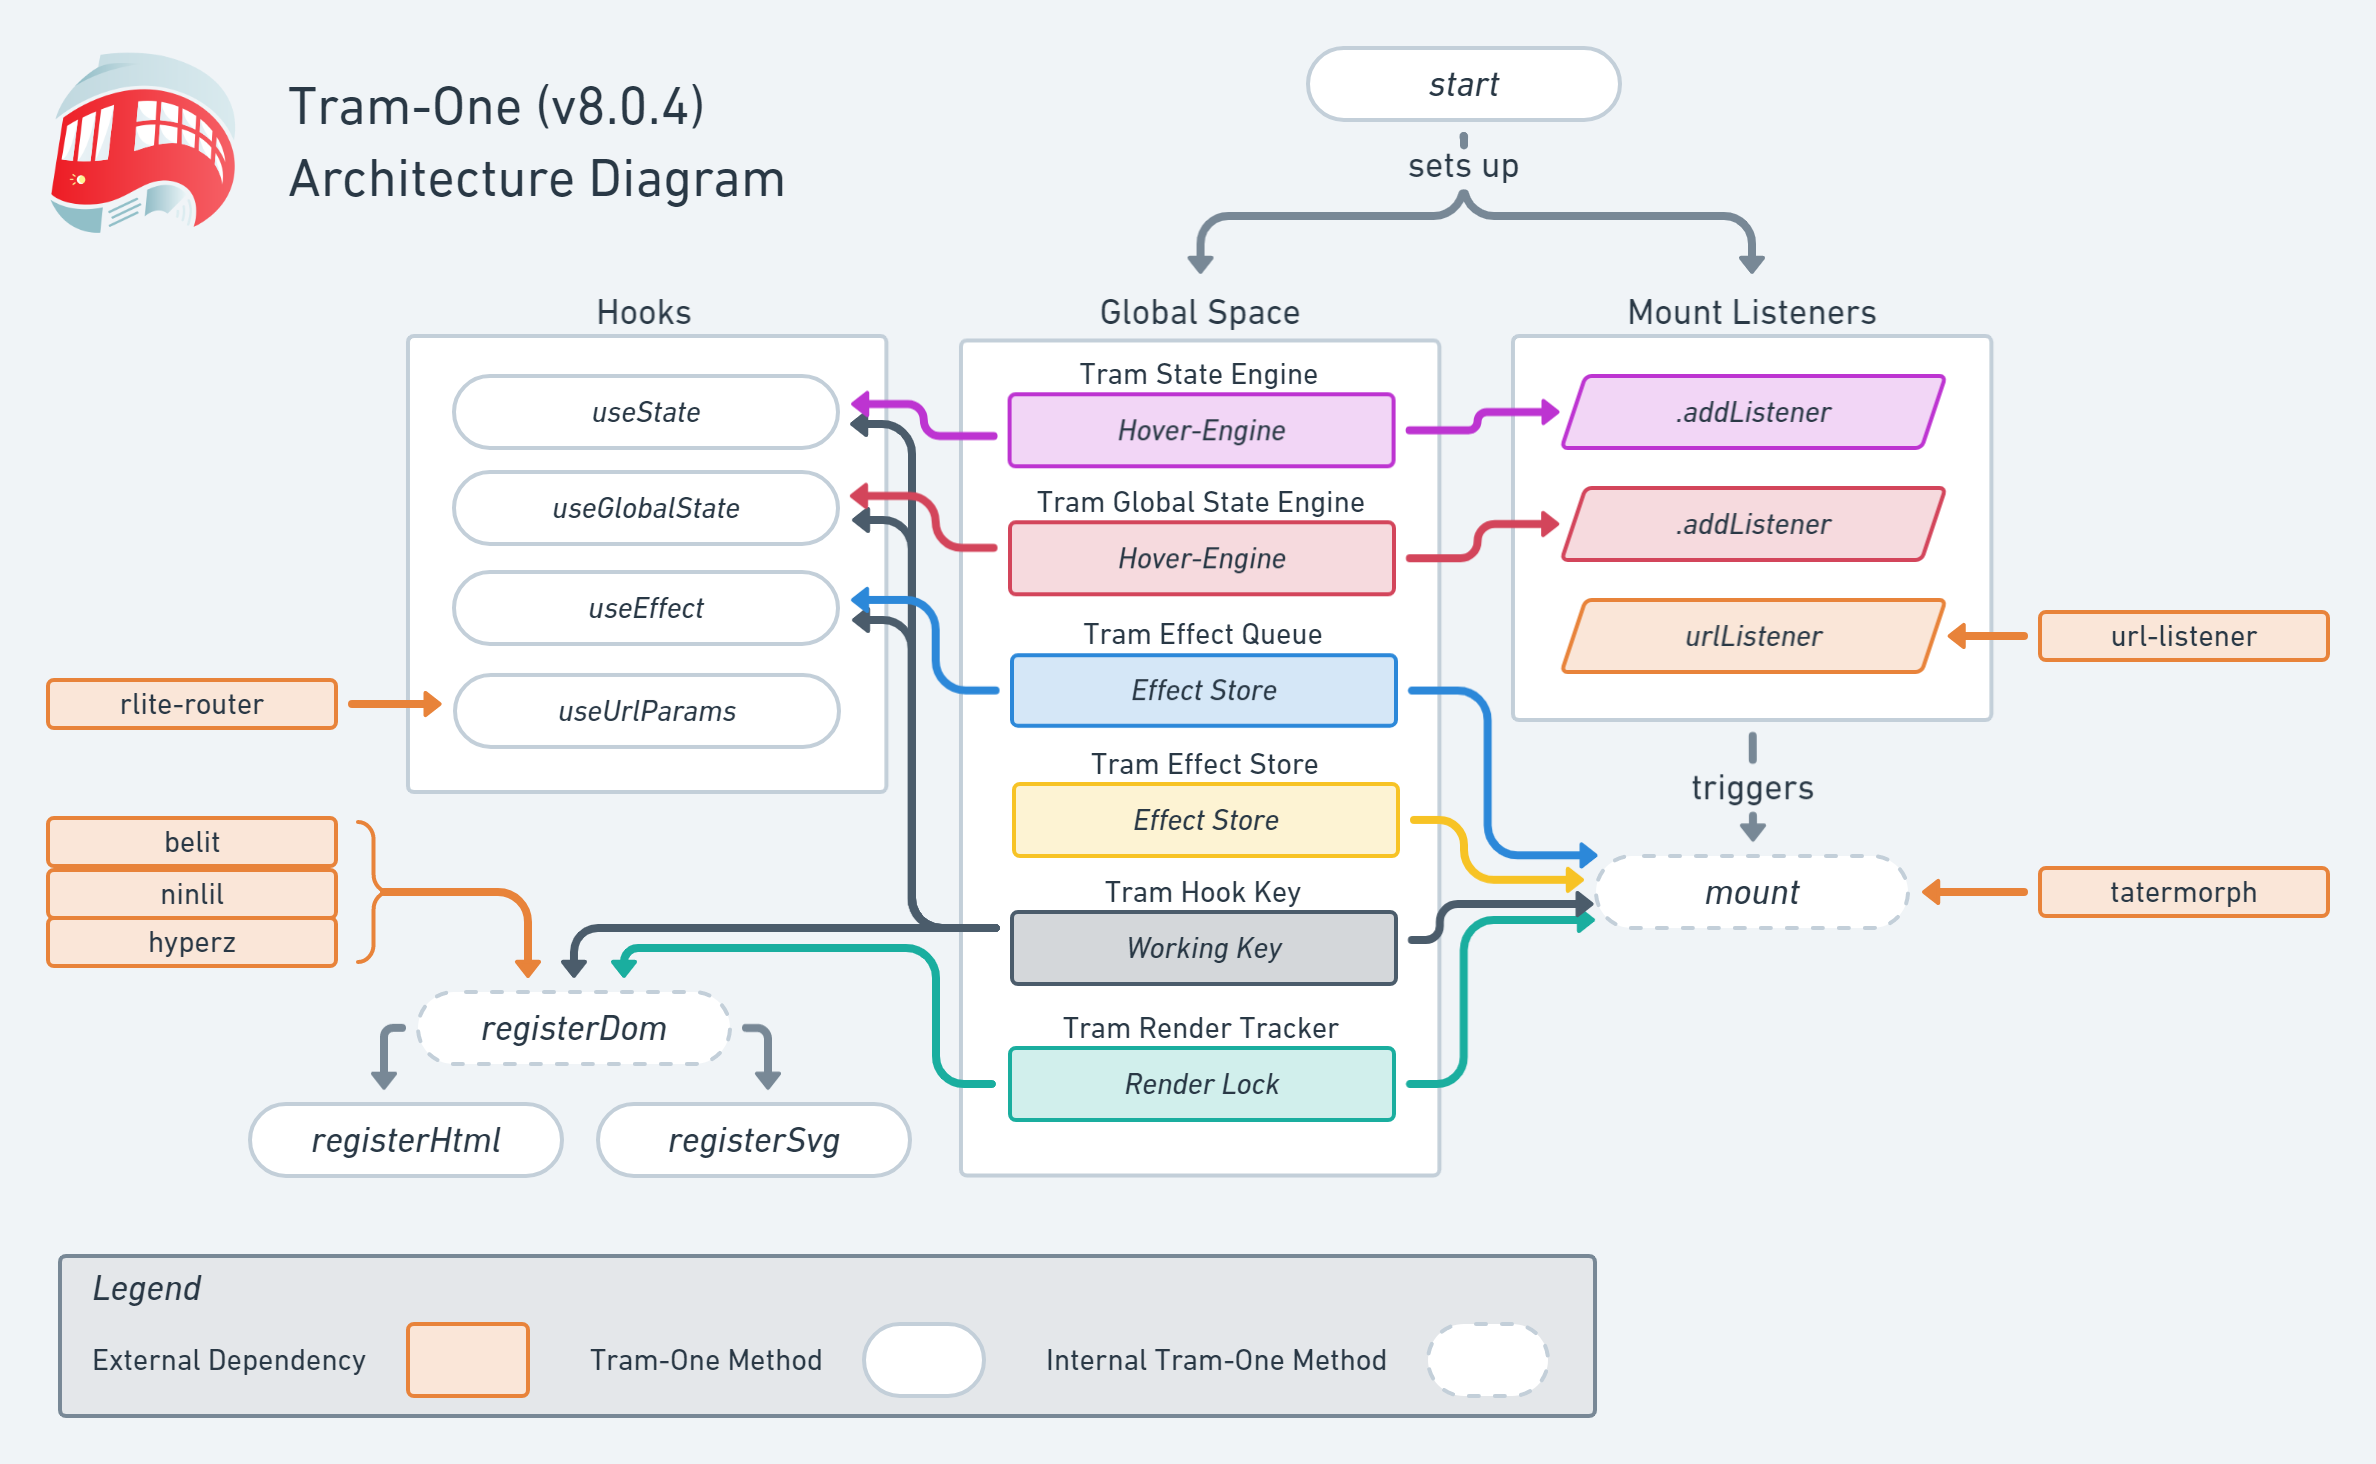 Tram-One (v8.0.4)
Architecture Diagram
start
sets up
Hooks
useState
useGlobalState
useEffect
useUrlParams
Global Space
Tram State Engine
Hover-Engine
Tram Global State Engine
Hover-Engine
Tram Effect Queue
Effect Store
Tram Effect Store
Effect Store
Tram Hook Key
Working Key
Tram Render Tracker
Render Lock
Mount Listeners
.addListener
.addListener
urlListener
url-listener
triggers
mount
tatermorph
rlite-router
belit
ninlil
hyperz
registerDom
registerHtml
registerSvg
Legend
External Dependency
Tram-One Method
Internal Tram-One Method